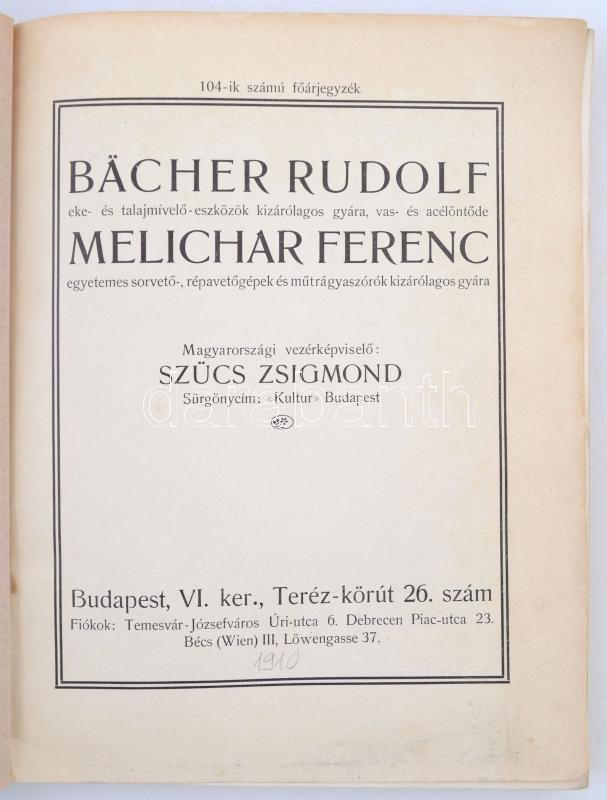 104-ik számú főárjegyzék.
BÄCHER RUDOLF
eke- és talajmívelő-eszközök kizárólagos gyára, vas- és acélöntőde
MELICHAR FERENC
egyetemes sorvető-, répavetőgépek és műtrágyaszórók kizárólagos gyára
Magyarországi vezérképviselő:
SZÜCS ZSIGMOND
darabanth
Sürgönycím: «Kultur» Budapest
Budapest, VI. ker., Teréz-körút 26. szám
Fiókok: Temesvár-Józsefváros Úri-utca 6. Debrecen Piac-utca 23.
Bécs (Wien) III, Löwengasse 37.
1910